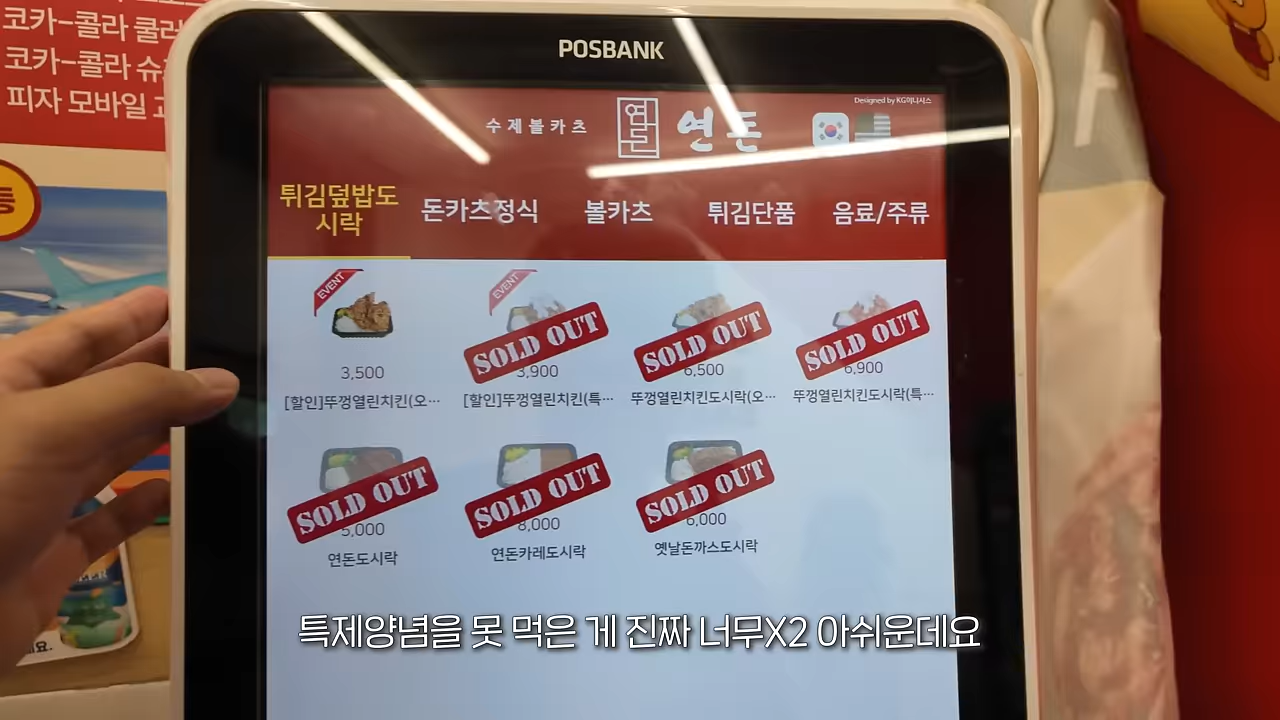 코카-콜라 쿨러
코카-콜라 슈
피자 모바일
등
POSBANK
Designed by KG이니시스
수제볼카츠
연돈
연돈
튀김덮밥도
시락
돈카츠정식
볼카츠
튀김단품
음료/주류
EVENT
EVENT
SOLD OUT
SOLD OUT
SOLD OUT
3,500
3,900
6,500
6,900
[할인]뚜껑열린치킨(오···
[할인]뚜껑열린치킨(특···
뚜껑열린치킨도시락(오···
뚜껑열린치킨도시락(특···
SOLD OUT
SOLD OUT
SOLD OUT
5,000
8,000
6,000
연돈도시락
연돈카레도시락
옛날돈까스도시락
특제양념을 못 먹은 게 진짜 너무X2 아쉬운데요
요.